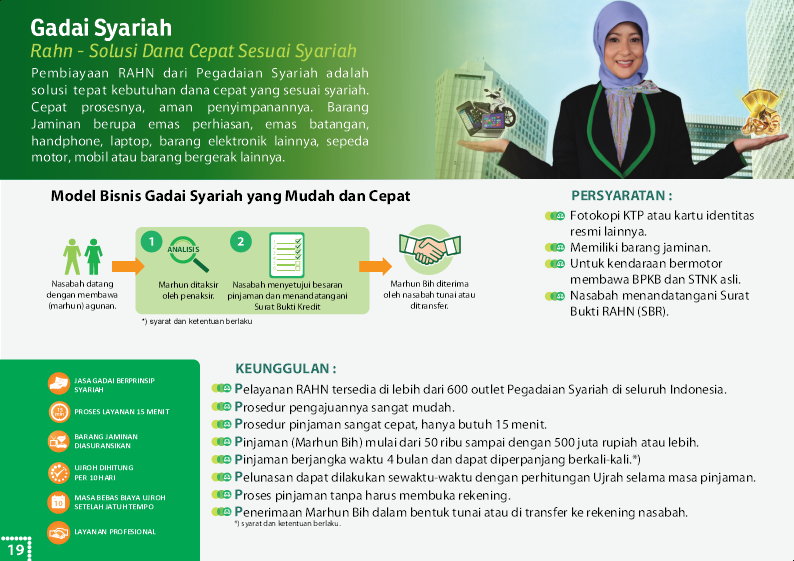 Gadai Syariah
Rahn - Solusi Dana Cepat Sesuai Syariah
Pembiayaan RAHN dari Pegadaian Syariah adalah
solusi tepat kebutuhan dana cepat yang sesuai syariah.
Cepat prosesnya, aman penyimpanannya. Barang
Jaminan berupa emas perhiasan, emas batangan,
handphone, laptop, barang elektronik lainnya, sepeda
motor, mobil atau barang bergerak lainnya.
Model Bisnis Gadai Syariah yang Mudah dan Cepat
1
ANALISIS
2
Nasabah datang
dengan membawa
(marhun) agunan.
Marhun ditaksir
oleh penaksir.
Nasabah menyetujui besaran
pinjaman dan menandatangani
Surat Bukti Kredit
Marhun Bih diterima
oleh nasabah tunai atau
ditransfer.
*) syarat dan ketentuan berlaku
PERSYARATAN :
Fotokopi KTP atau kartu identitas
resmi lainnya.
Memiliki barang jaminan.
Untuk kendaraan bermotor
membawa BPKB dan STNK asli.
Nasabah menandatangani Surat
Bukti RAHN (SBR).
JASA GADAI BERPRINSIP
SYARIAH
PROSES LAYANAN 15 MENIT
BARANG JAMINAN
DIASURANSIKAN
UJROH DIHITUNG
PER 10 HARI
10
MASA BEBAS BIAYA UJROH
SETELAH JATUH TEMPO
LAYANAN PROFESIONAL
KEUNGGULAN :
Pelayanan RAHN tersedia di lebih dari 600 outlet Pegadaian Syariah di seluruh Indonesia.
Prosedur pengajuannya sangat mudah.
Prosedur pinjaman sangat cepat, hanya butuh 15 menit.
Pinjaman (Marhun Bih) mulai dari 50 ribu sampai dengan 500 juta rupiah atau lebih.
Pinjaman berjangka waktu 4 bulan dan dapat diperpanjang berkali-kali.*)
Pelunasan dapat dilakukan sewaktu-waktu dengan perhitungan Ujrah selama masa pinjaman.
Proses pinjaman tanpa harus membuka rekening.
Penerimaan Marhun Bih dalam bentuk tunai atau di transfer ke rekening nasabah.
*) syarat dan ketentuan berlaku.
19